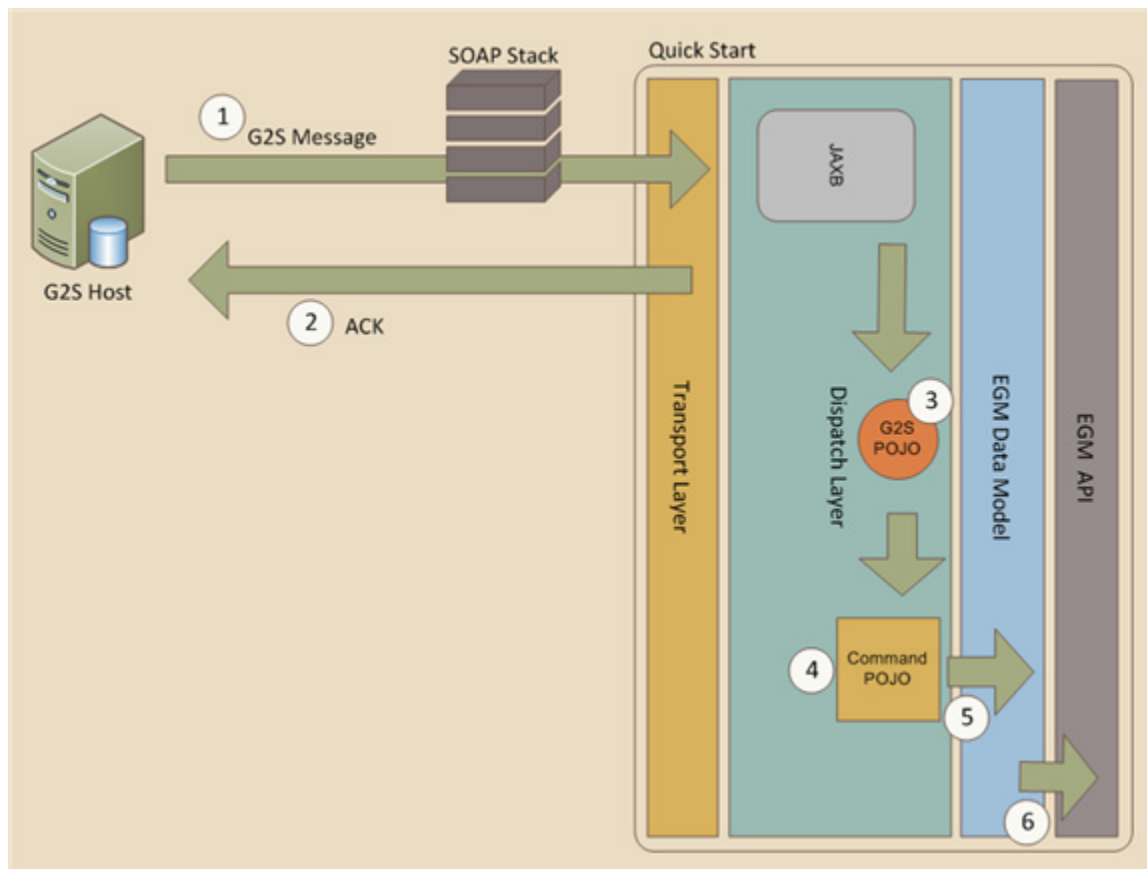 SOAP Stack
Quick Start
1
G2S Message
JAXB
G2S Host
2
ACK
Transport Layer
Dispatch Layer
3
G2S
POJO
EGM Data Model
EGM API
4
Command
POJO
5
6